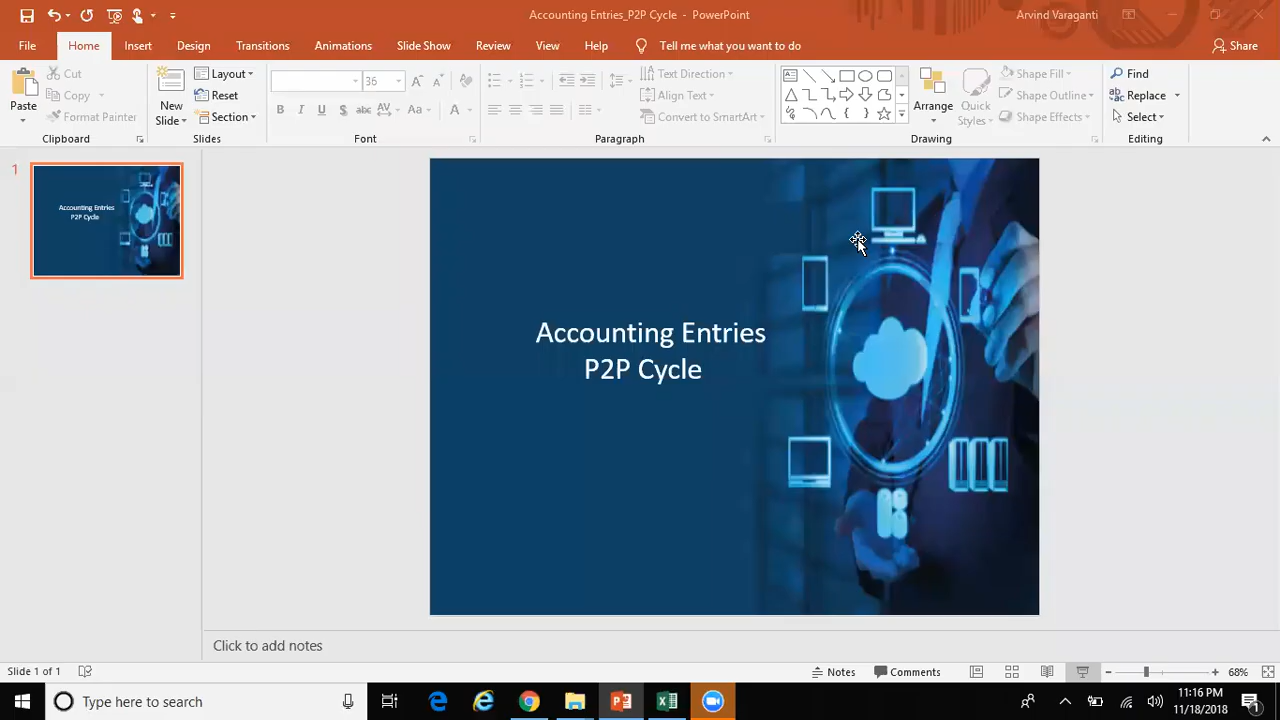 Accounting Entries_P2P Cycle - PowerPoint
Arvind Varaganti
File Home Insert Design Transitions Animations Slide Show Review View Help Tell me what you want to do Share
Paste
Cut
Copy
Format Painter
Clipboard
New
Slide
Layout
Reset
Section
Slides
36
B I U S abc AV Aa A
Font
Text Direction
Align Text
Convert to SmartArt
Paragraph
Arrange
Quick
Styles
Shape Fill
Shape Outline
Shape Effects
Drawing
Find
Replace
Select
Editing
1
Accounting Entries
P2P Cycle
Accounting Entries
P2P Cycle
Click to add notes
Slide 1 of 1
Notes
Comments
68%
Type here to search
11:16 PM
11/18/2018
1